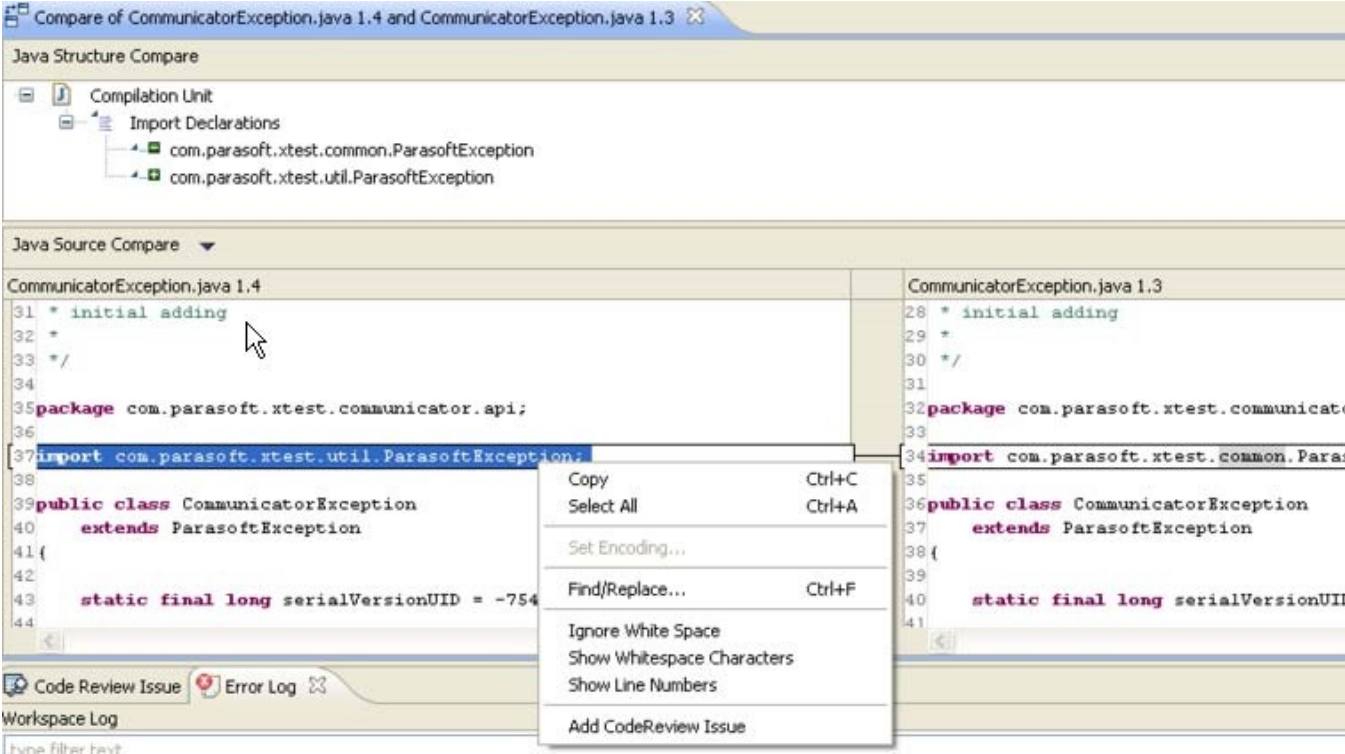 Compare of CommunicatorException.java 1.4 and CommunicatorException.java 1.3
Java Structure Compare
Compilation Unit
Import Declarations
com.parasoft.xtest.common.ParasoftException
com.parasoft.xtest.util.ParasoftException
Java Source Compare
CommunicatorException.java 1.4
31 * initial adding
32 *
33 */
34
35 package com.parasoft.xtest.communicator.api;
36
37 import com.parasoft.xtest.util.ParasoftException;
38
39 public class CommunicatorException
40 extends ParasoftException
41 {
42
43 static final long serialVersionUID = -754
44
CommunicatorException.java 1.3
28 * initial adding
29 *
30 */
31
32 package com.parasoft.xtest.communicat
33
34 import com.parasoft.xtest.common.Paras
35
36 public class CommunicatorException
37 extends ParasoftException
38 {
39
40 static final long serialVersionUI
41
Copy Ctrl+C
Select All Ctrl+A
Set Encoding...
Find/Replace... Ctrl+F
Ignore White Space
Show Whitespace Characters
Show Line Numbers
Add CodeReview Issue
Code Review Issue Error Log
Workspace Log
type filter text